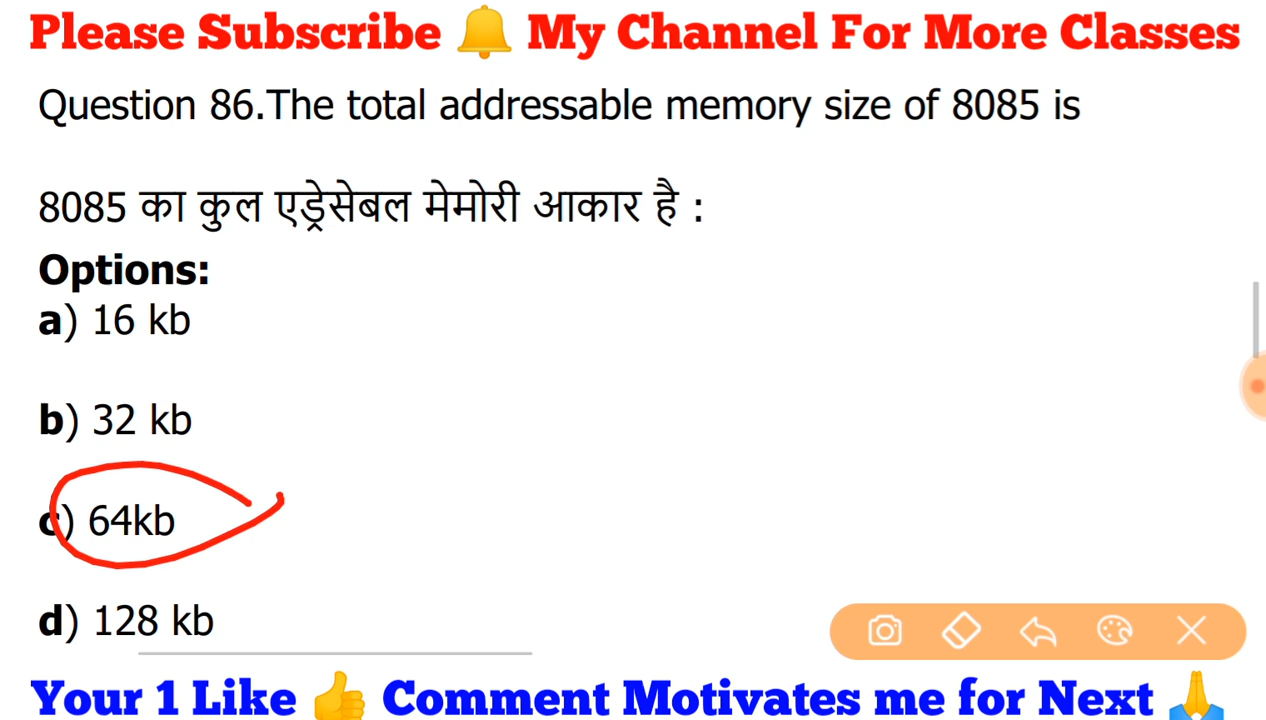 Please Subscribe 🔔 My Channel For More Classes
Question 86.The total addressable memory size of 8085 is
8085 का कुल एड्रेसेबल मेमोरी आकार है :
Options:
a) 16 kb
b) 32 kb
c) 64kb
d) 128 kb
Your 1 Like 👍 Comment Motivates me for Next 🙏